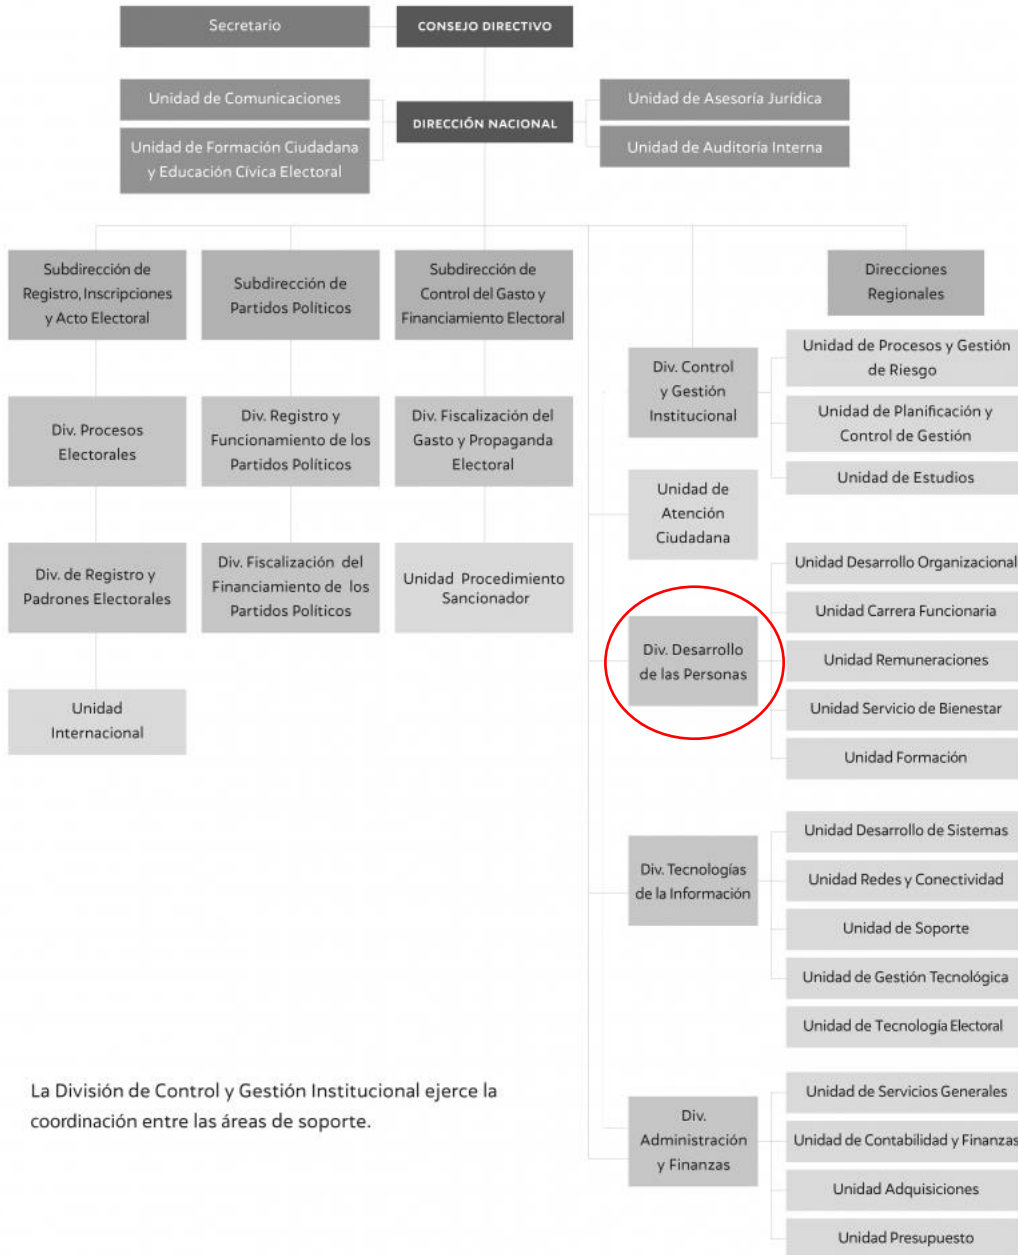 Secretario
CONSEJO DIRECTIVO
Unidad de Comunicaciones
Unidad de Formación Ciudadana
y Educación Cívica Electoral
DIRECCIÓN NACIONAL
Unidad de Asesoría Jurídica
Unidad de Auditoría Interna
Subdirección de
Registro, Inscripciones
y Acto Electoral
Subdirección de
Partidos Políticos
Subdirección de
Control del Gasto y
Financiamiento Electoral
Direcciones
Regionales
Div. Procesos
Electorales
Div. Registro y
Funcionamiento de los
Partidos Políticos
Div. Fiscalización del
Gasto y Propaganda
Electoral
Div. de Registro y
Padrones Electorales
Div. Fiscalización del
Financiamiento de los
Partidos Políticos
Unidad Procedimiento
Sancionador
Unidad
Internacional
Div. Control
y Gestión
Institucional
Unidad de Procesos y Gestión
de Riesgo
Unidad de Planificación y
Control de Gestión
Unidad de Estudios
Unidad de
Atención
Ciudadana
Div. Desarrollo
de las Personas
Unidad Desarrollo Organizacional
Unidad Carrera Funcionaria
Unidad Remuneraciones
Unidad Servicio de Bienestar
Unidad Formación
Div. Tecnologías
de la Información
Unidad Desarrollo de Sistemas
Unidad Redes y Conectividad
Unidad de Soporte
Unidad de Gestión Tecnológica
Unidad de Tecnología Electoral
Div.
Administración
y Finanzas
Unidad de Servicios Generales
Unidad de Contabilidad y Finanzas
Unidad Adquisiciones
Unidad Presupuesto
La División de Control y Gestión Institucional ejerce la
coordinación entre las áreas de soporte.